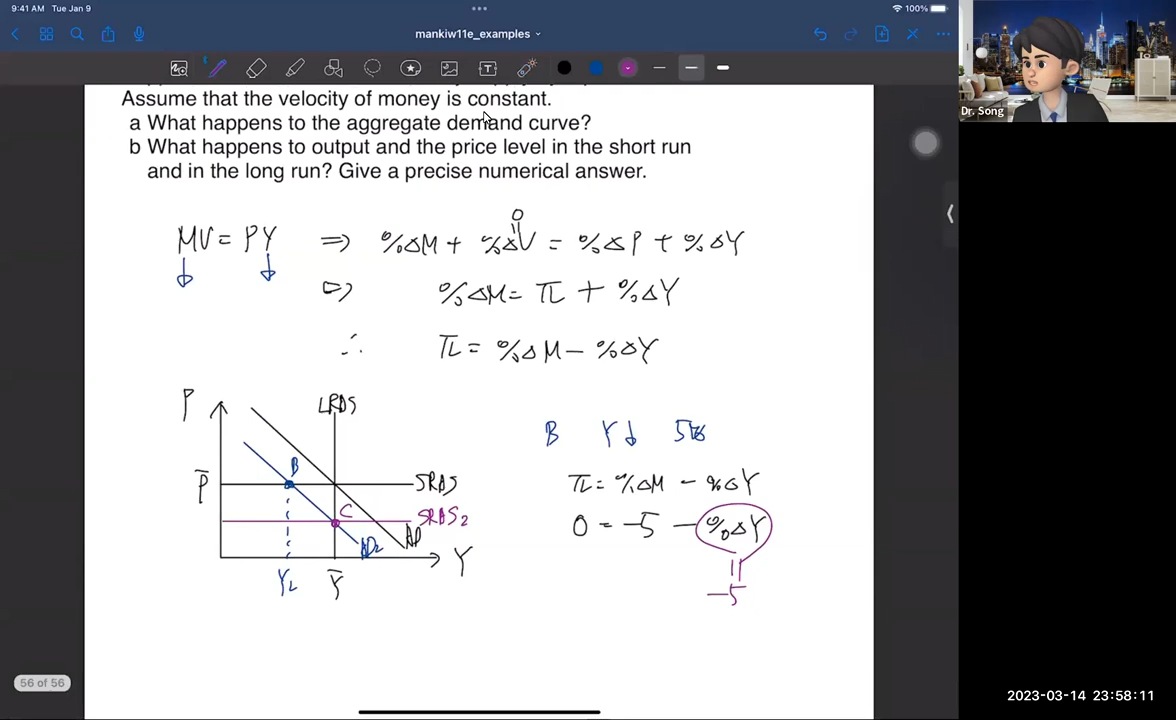 9:41 AM Tue Jan 9
100%
mankiw11e_examples
Dr. Song
Assume that the velocity of money is constant.
a What happens to the aggregate demand curve?
b What happens to output and the price level in the short run
and in the long run? Give a precise numerical answer.
0
MV = PY ⇒ %ΔM + %ΔV = %ΔP + %ΔY
⇒ %ΔM = π + %ΔY
∴ π = %ΔM − %ΔY
P LRAS
B Y↓ 5%
P̄ B SRAS π = %ΔM − %ΔY
C SRAS₂ 0 = −5 − %ΔY
AD₂ AD Y
Y₂ Ȳ −5
56 of 56
2023-03-14 23:58:11